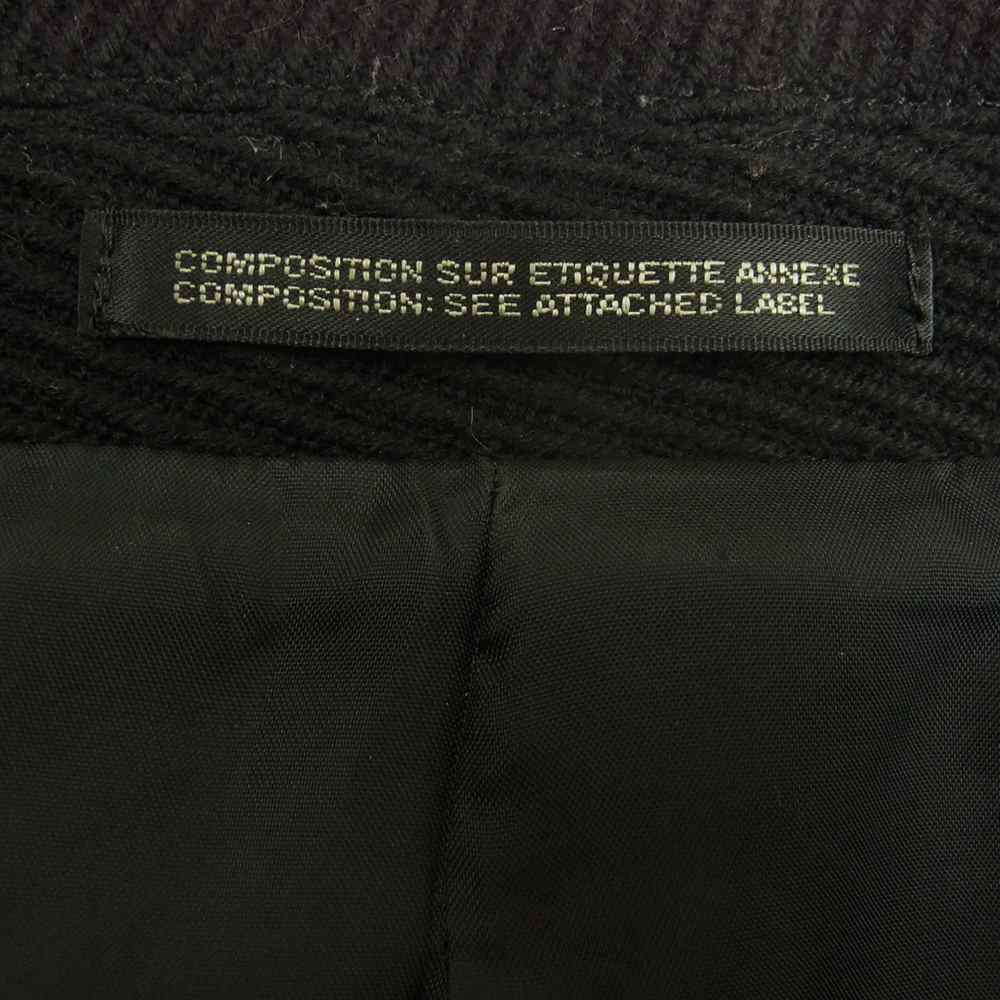 COMPOSITION SUR ETIQUETTE ANNEXE
COMPOSITION: SEE ATTACHED LABEL